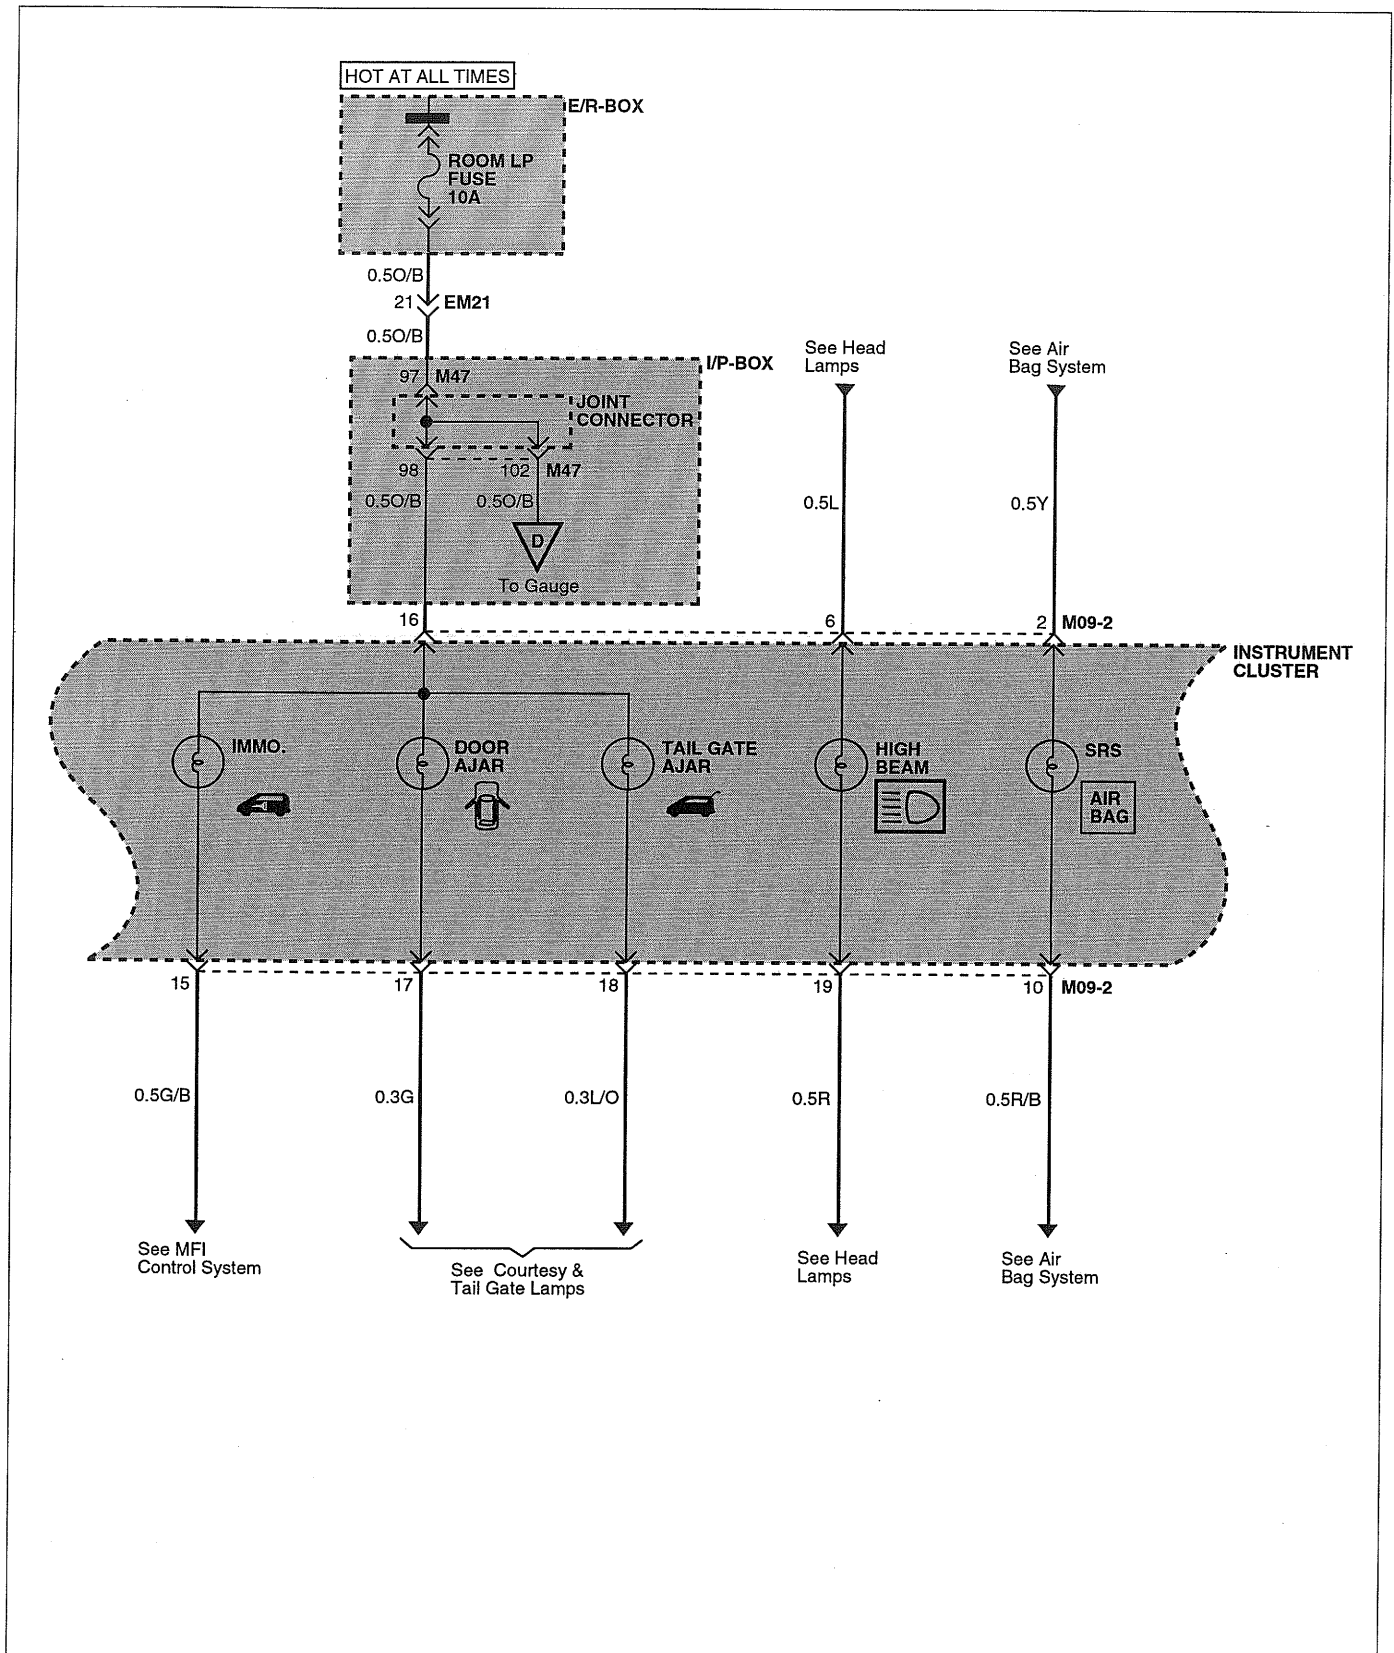 HOT AT ALL TIMES
E/R-BOX
ROOM LP
FUSE
10A
0.5O/B
21 EM21
0.5O/B
I/P-BOX
97 M47
JOINT
CONNECTOR
98
102 M47
0.5O/B
0.5O/B
D
To Gauge
See Head
Lamps
See Air
Bag System
0.5L
0.5Y
16
6
2 M09-2
INSTRUMENT
CLUSTER
IMMO.
DOOR
AJAR
TAIL GATE
AJAR
HIGH
BEAM
SRS
AIR
BAG
15
17
18
19
10 M09-2
0.5G/B
0.3G
0.3L/O
0.5R
0.5R/B
See MFI
Control System
See Courtesy &
Tail Gate Lamps
See Head
Lamps
See Air
Bag System